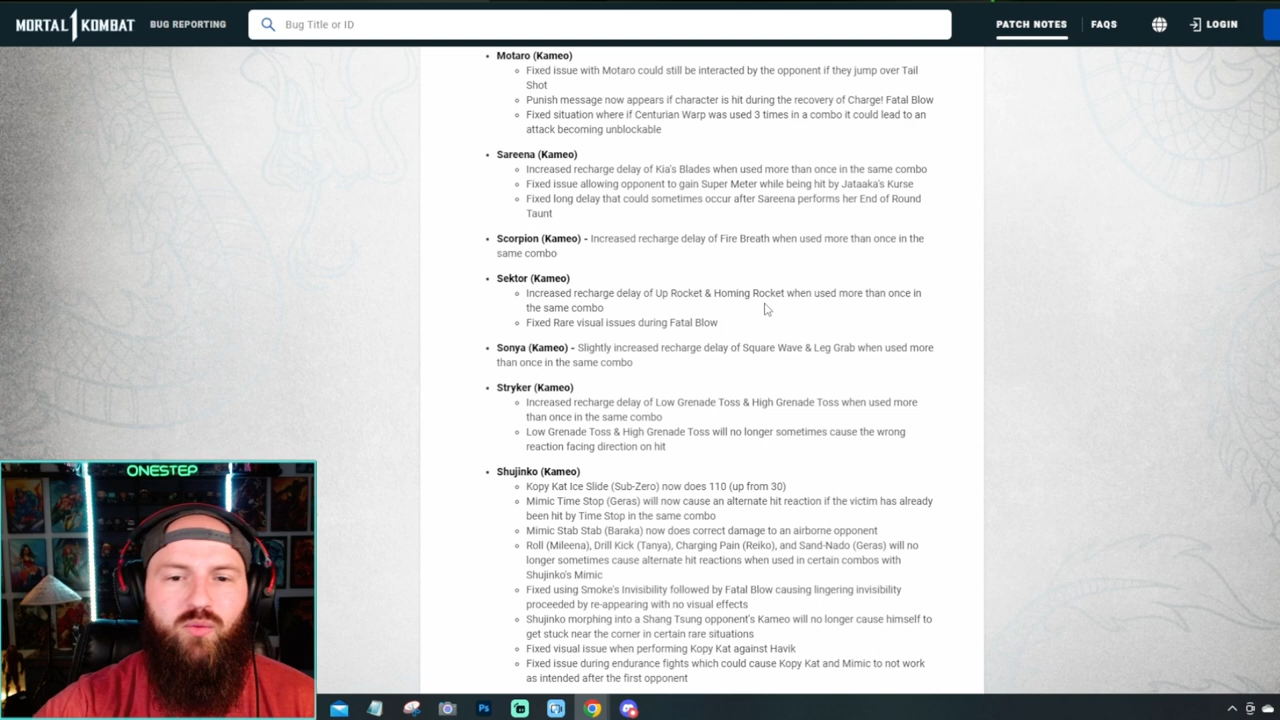 MORTAL 1 KOMBAT BUG REPORTING Bug Title or ID PATCH NOTES FAQS LOGIN
Motaro (Kameo)
Fixed issue with Motaro could still be interacted by the opponent if they jump over Tail
Shot
Punish message now appears if character is hit during the recovery of Charge! Fatal Blow
Fixed situation where if Centurian Warp was used 3 times in a combo it could lead to an
attack becoming unblockable
Sareena (Kameo)
Increased recharge delay of Kia's Blades when used more than once in the same combo
Fixed issue allowing opponent to gain Super Meter while being hit by Jataaka's Kurse
Fixed long delay that could sometimes occur after Sareena performs her End of Round
Taunt
Scorpion (Kameo) - Increased recharge delay of Fire Breath when used more than once in the
same combo
Sektor (Kameo)
Increased recharge delay of Up Rocket & Homing Rocket when used more than once in
the same combo
Fixed Rare visual issues during Fatal Blow
Sonya (Kameo) - Slightly increased recharge delay of Square Wave & Leg Grab when used more
than once in the same combo
Stryker (Kameo)
Increased recharge delay of Low Grenade Toss & High Grenade Toss when used more
than once in the same combo
Low Grenade Toss & High Grenade Toss will no longer sometimes cause the wrong
reaction facing direction on hit
Shujinko (Kameo)
Kopy Kat Ice Slide (Sub-Zero) now does 110 (up from 30)
Mimic Time Stop (Geras) will now cause an alternate hit reaction if the victim has already
been hit by Time Stop in the same combo
Mimic Stab Stab (Baraka) now does correct damage to an airborne opponent
Roll (Mileena), Drill Kick (Tanya), Charging Pain (Reiko), and Sand-Nado (Geras) will no
longer sometimes cause alternate hit reactions when used in certain combos with
Shujinko's Mimic
Fixed using Smoke's Invisibility followed by Fatal Blow causing lingering invisibility
proceeded by re-appearing with no visual effects
Shujinko morphing into a Shang Tsung opponent's Kameo will no longer cause himself to
get stuck near the corner in certain rare situations
Fixed visual issue when performing Kopy Kat against Havik
Fixed issue during endurance fights which could cause Kopy Kat and Mimic to not work
as intended after the first opponent
ONESTEP
Ps